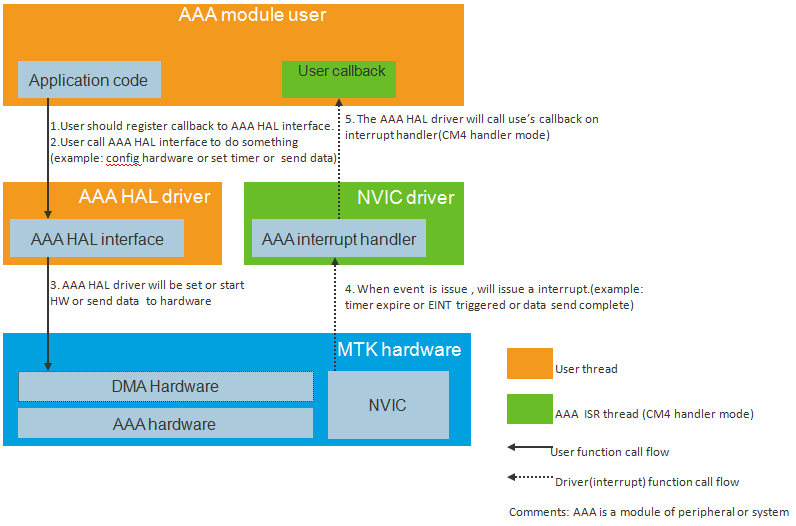 AAA module user
Application code
User callback
1.User should register callback to AAA HAL interface.
2.User call AAA HAL interface to do something
(example: config hardware or set timer or  send data)
5. The AAA HAL driver will call use’s callback on
interrupt handler(CM4 handler mode)
AAA HAL driver
AAA HAL interface
NVIC driver
AAA interrupt handler
3. AAA HAL driver will be set or start
HW or send data  to hardware
4. When event is issue , will issue a interrupt.(example:
timer expire or EINT triggered or data send complete)
MTK hardware
DMA Hardware
AAA hardware
NVIC
User thread
AAA  ISR thread (CM4 handler mode)
User function call flow
Driver(interrupt) function call flow
Comments: AAA is a module of peripheral or system